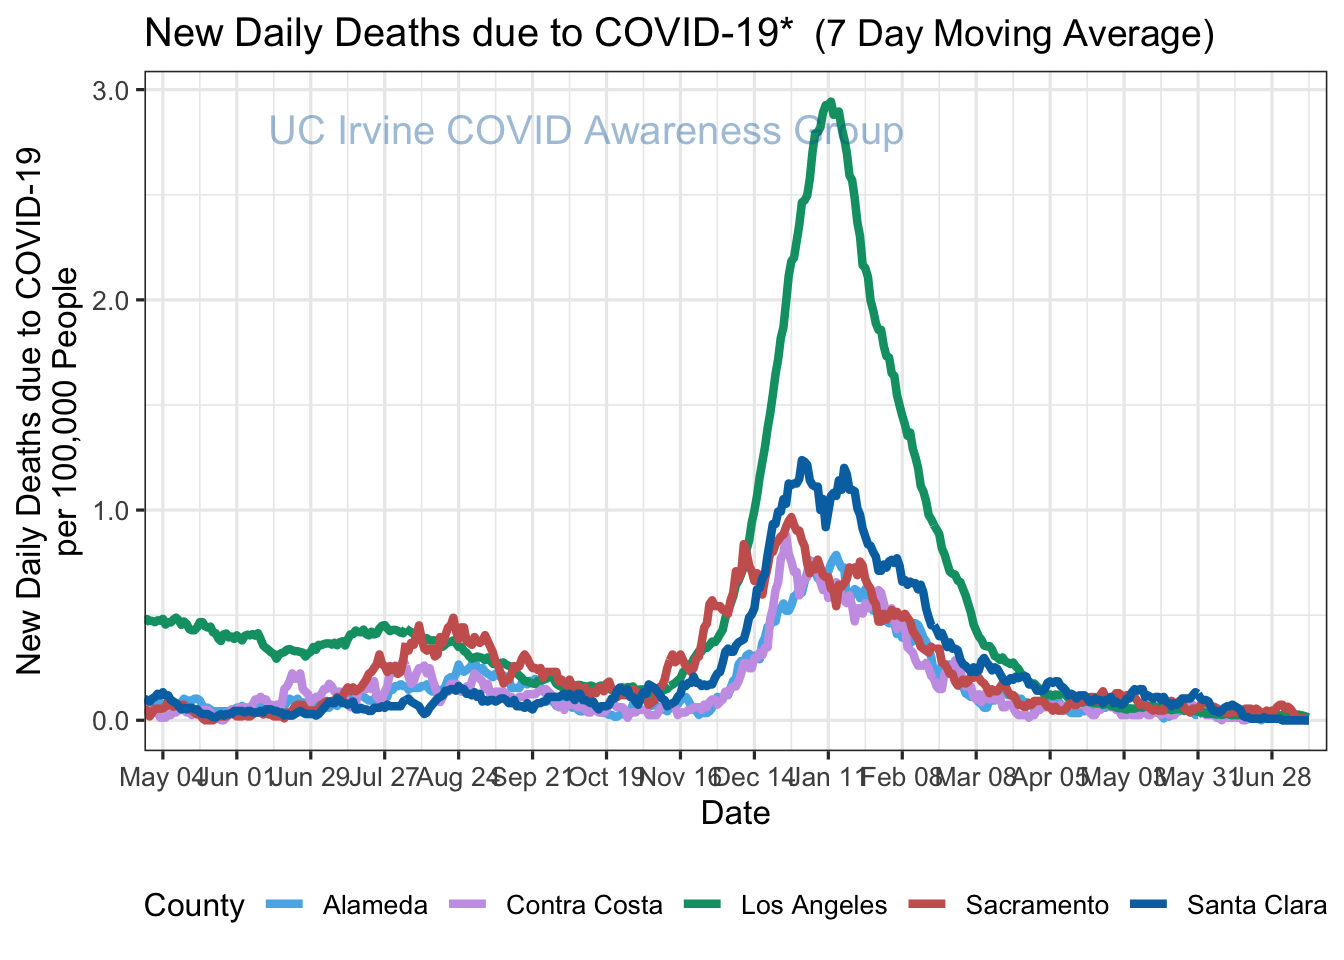 New Daily Deaths due to COVID-19* (7 Day Moving Average)
UC Irvine COVID Awareness Group
New Daily Deaths due to COVID-19
per 100,000 People
3.0
2.0
1.0
0.0
May 04 Jun 01 Jun 29 Jul 27 Aug 24 Sep 21 Oct 19 Nov 16 Dec 14 Jan 11 Feb 08 Mar 08 Apr 05 May 03 May 31 Jun 28
Date
County Alameda Contra Costa Los Angeles Sacramento Santa Clara